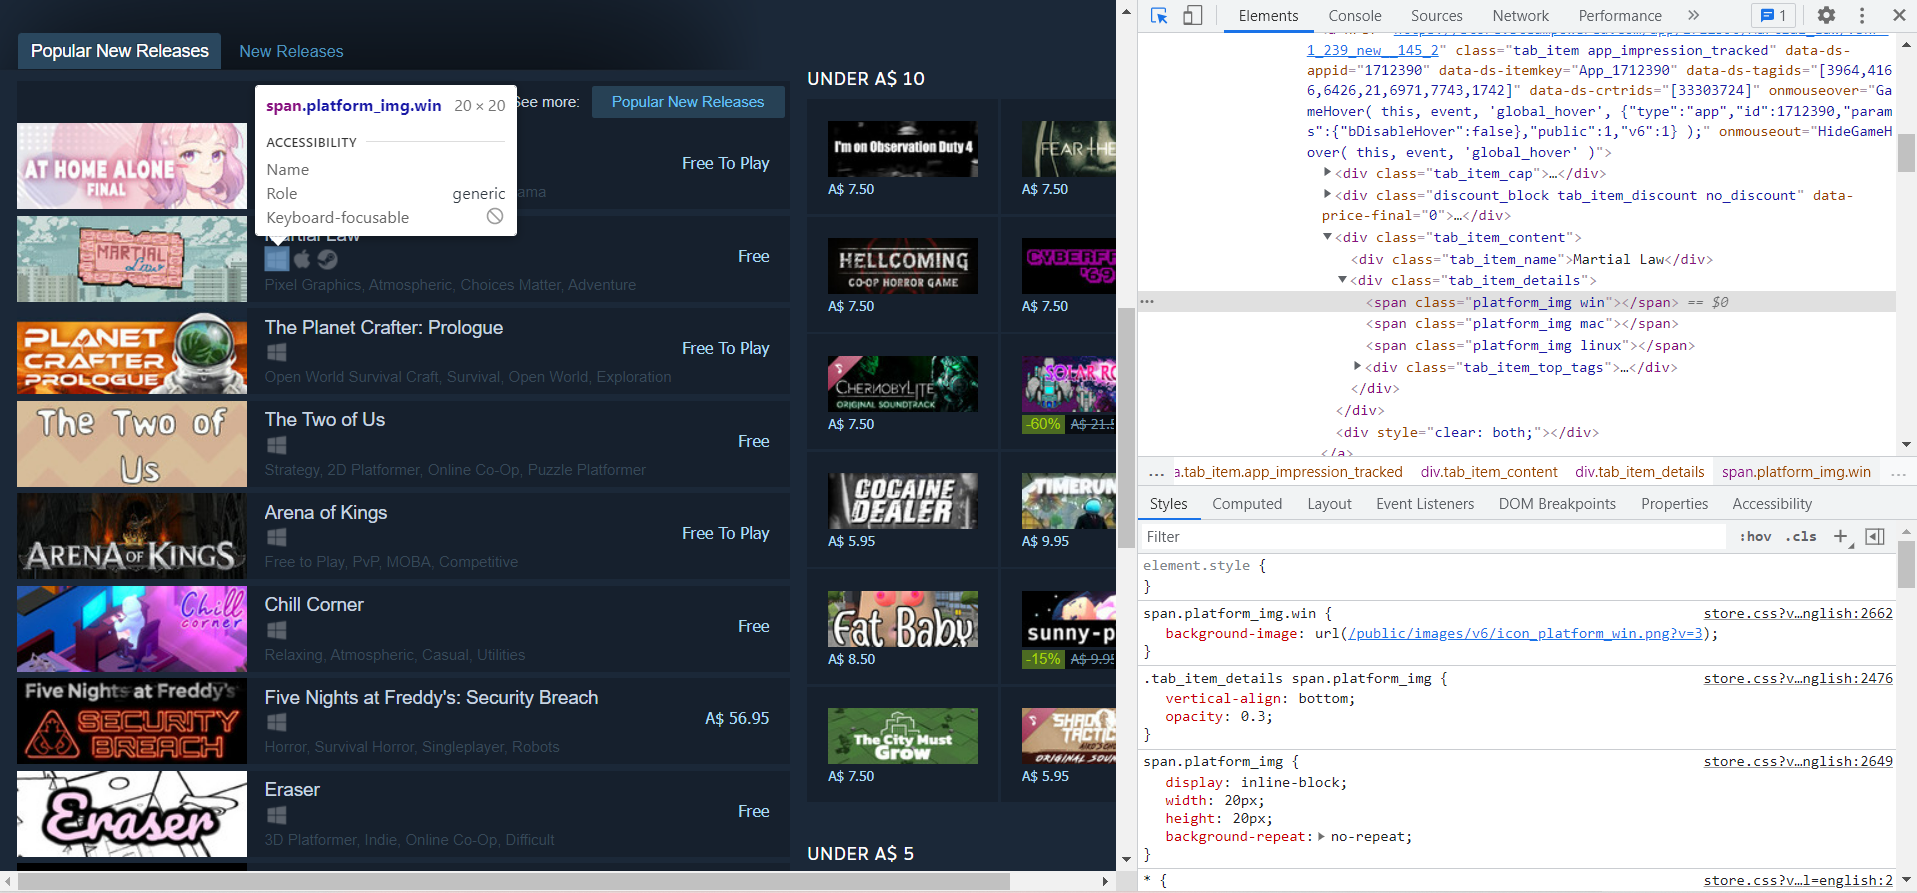 Popular New Releases
New Releases
See more:
Popular New Releases
span.platform_img.win
20 × 20
ACCESSIBILITY
Name
Role
generic
Keyboard-focusable
AT HOME ALONE
FINAL
Free To Play
MARTIAL
Law
Martial Law
Free
Pixel Graphics, Atmospheric, Choices Matter, Adventure
PLANET
CRAFTER
PROLOGUE
The Planet Crafter: Prologue
Free To Play
Open World Survival Craft, Survival, Open World, Exploration
The Two of
Us
The Two of Us
Free
Strategy, 2D Platformer, Online Co-Op, Puzzle Platformer
ARENA OF KINGS
Arena of Kings
Free To Play
Free to Play, PvP, MOBA, Competitive
Chill
corner
Chill Corner
Free
Relaxing, Atmospheric, Casual, Utilities
Five Nights at Freddy's
SECURITY
BREACH
Five Nights at Freddy's: Security Breach
A$ 56.95
Horror, Survival Horror, Singleplayer, Robots
Eraser
Eraser
Free
3D Platformer, Indie, Online Co-Op, Difficult
UNDER A$ 10
I'm on Observation Duty 4
A$ 7.50
FEAR THE
A$ 7.50
HELLCOMING
CO-OP HORROR GAME
A$ 7.50
'69
A$ 7.50
CHERNOBYLITE
ORIGINAL SOUNDTRACK
A$ 7.50
SOLAR RO
-60%
A$ 21.5
COCAINE
DEALER
A$ 5.95
TIMERUN
A$ 9.95
Fat Baby
A$ 8.50
sunny-p
-15%
A$ 9.95
The City Must
Grow
A$ 7.50
SHADO
TACTIC
ORIGINAL SOUN
A$ 5.95
UNDER A$ 5
Elements
Console
Sources
Network
Performance
1
1_239_new__145_2" class="tab_item app_impression_tracked" data-ds-
appid="1712390" data-ds-itemkey="App_1712390" data-ds-tagids="[3964,416
6,6426,21,6971,7743,1742]" data-ds-crtrids="[33303724]" onmouseover="Ga
meHover( this, event, 'global_hover', {"type":"app","id":1712390,"param
s":{"bDisableHover":false},"public":1,"v6":1} );" onmouseout="HideGameH
over( this, event, 'global_hover' )">
<div class="tab_item_cap">…</div>
<div class="discount_block tab_item_discount no_discount" data-
price-final="0">…</div>
<div class="tab_item_content">
<div class="tab_item_name">Martial Law</div>
<div class="tab_item_details">
<span class="platform_img win"></span> == $0
<span class="platform_img mac"></span>
<span class="platform_img linux"></span>
<div class="tab_item_top_tags">…</div>
</div>
</div>
<div style="clear: both;"></div>
</a>
... a.tab_item.app_impression_tracked
div.tab_item_content
div.tab_item_details
span.platform_img.win
...
Styles
Computed
Layout
Event Listeners
DOM Breakpoints
Properties
Accessibility
Filter
:hov
.cls
element.style {
}
span.platform_img.win {
store.css?v…nglish:2662
background-image: url(/public/images/v6/icon_platform_win.png?v=3);
}
.tab_item_details span.platform_img {
store.css?v…nglish:2476
vertical-align: bottom;
opacity: 0.3;
}
span.platform_img {
store.css?v…nglish:2649
display: inline-block;
width: 20px;
height: 20px;
background-repeat: no-repeat;
}
* {
store.css?v…l=english:2